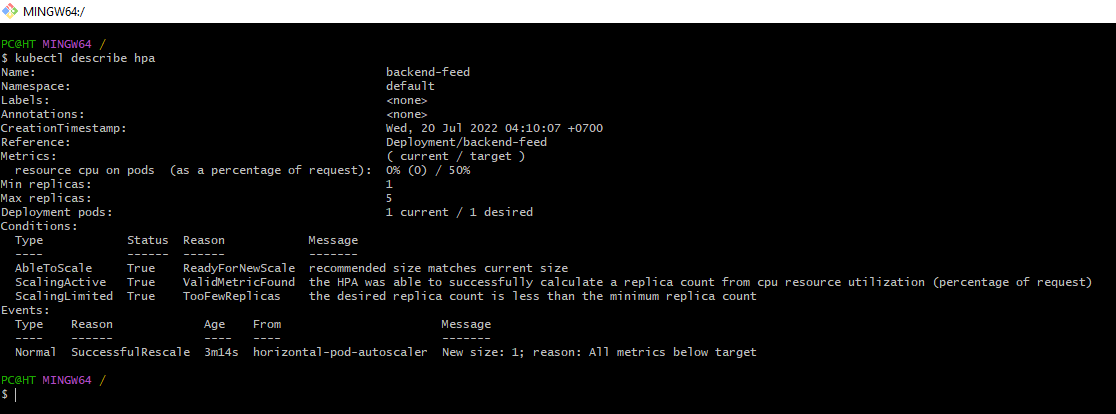 MINGW64:/
PC@HT MINGW64 /
$ kubectl describe hpa
Name:                                                  backend-feed
Namespace:                                             default
Labels:                                                <none>
Annotations:                                           <none>
CreationTimestamp:                                     Wed, 20 Jul 2022 04:10:07 +0700
Reference:                                             Deployment/backend-feed
Metrics:                                               ( current / target )
  resource cpu on pods  (as a percentage of request):  0% (0) / 50%
Min replicas:                                          1
Max replicas:                                          5
Deployment pods:                                       1 current / 1 desired
Conditions:
  Type            Status  Reason            Message
  ----            ------  ------            -------
  AbleToScale     True    ReadyForNewScale  recommended size matches current size
  ScalingActive   True    ValidMetricFound  the HPA was able to successfully calculate a replica count from cpu resource utilization (percentage of request)
  ScalingLimited  True    TooFewReplicas    the desired replica count is less than the minimum replica count
Events:
  Type    Reason             Age    From                       Message
  ----    ------             ----   ----                       -------
  Normal  SuccessfulRescale  3m14s  horizontal-pod-autoscaler  New size: 1; reason: All metrics below target
PC@HT MINGW64 /
$